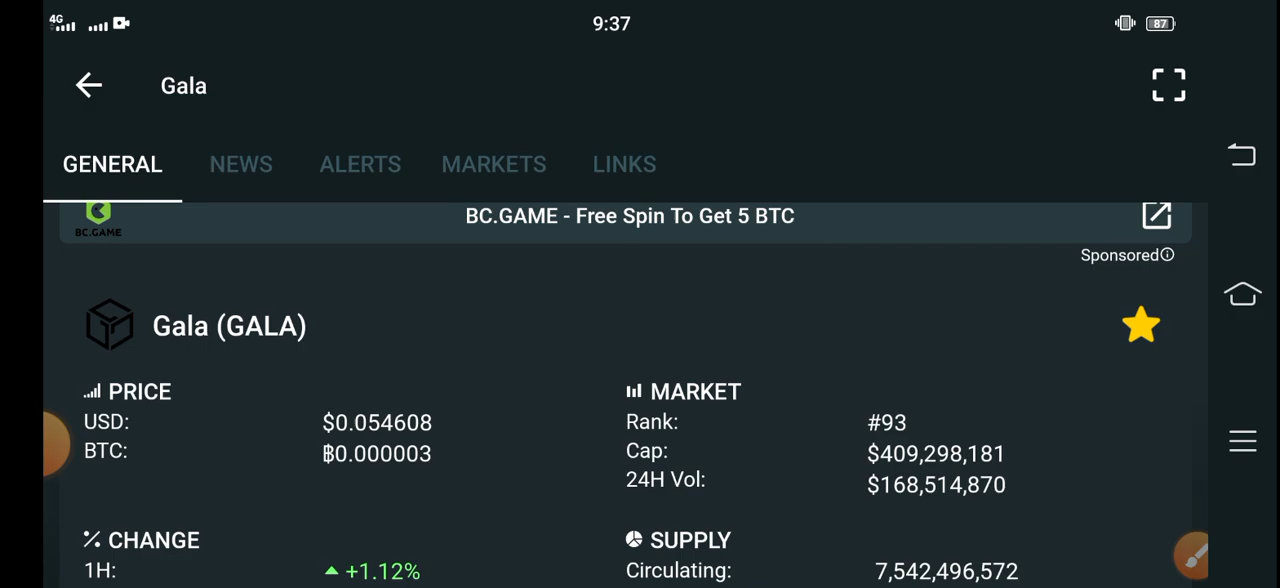 4G 9:37 87
Gala
GENERAL NEWS ALERTS MARKETS LINKS
BC.GAME BC.GAME - Free Spin To Get 5 BTC
Sponsored
Gala (GALA)
PRICE
USD: $0.054608
BTC: ฿0.000003
MARKET
Rank: #93
Cap: $409,298,181
24H Vol: $168,514,870
% CHANGE
1H: +1.12%
SUPPLY
Circulating: 7,542,496,572